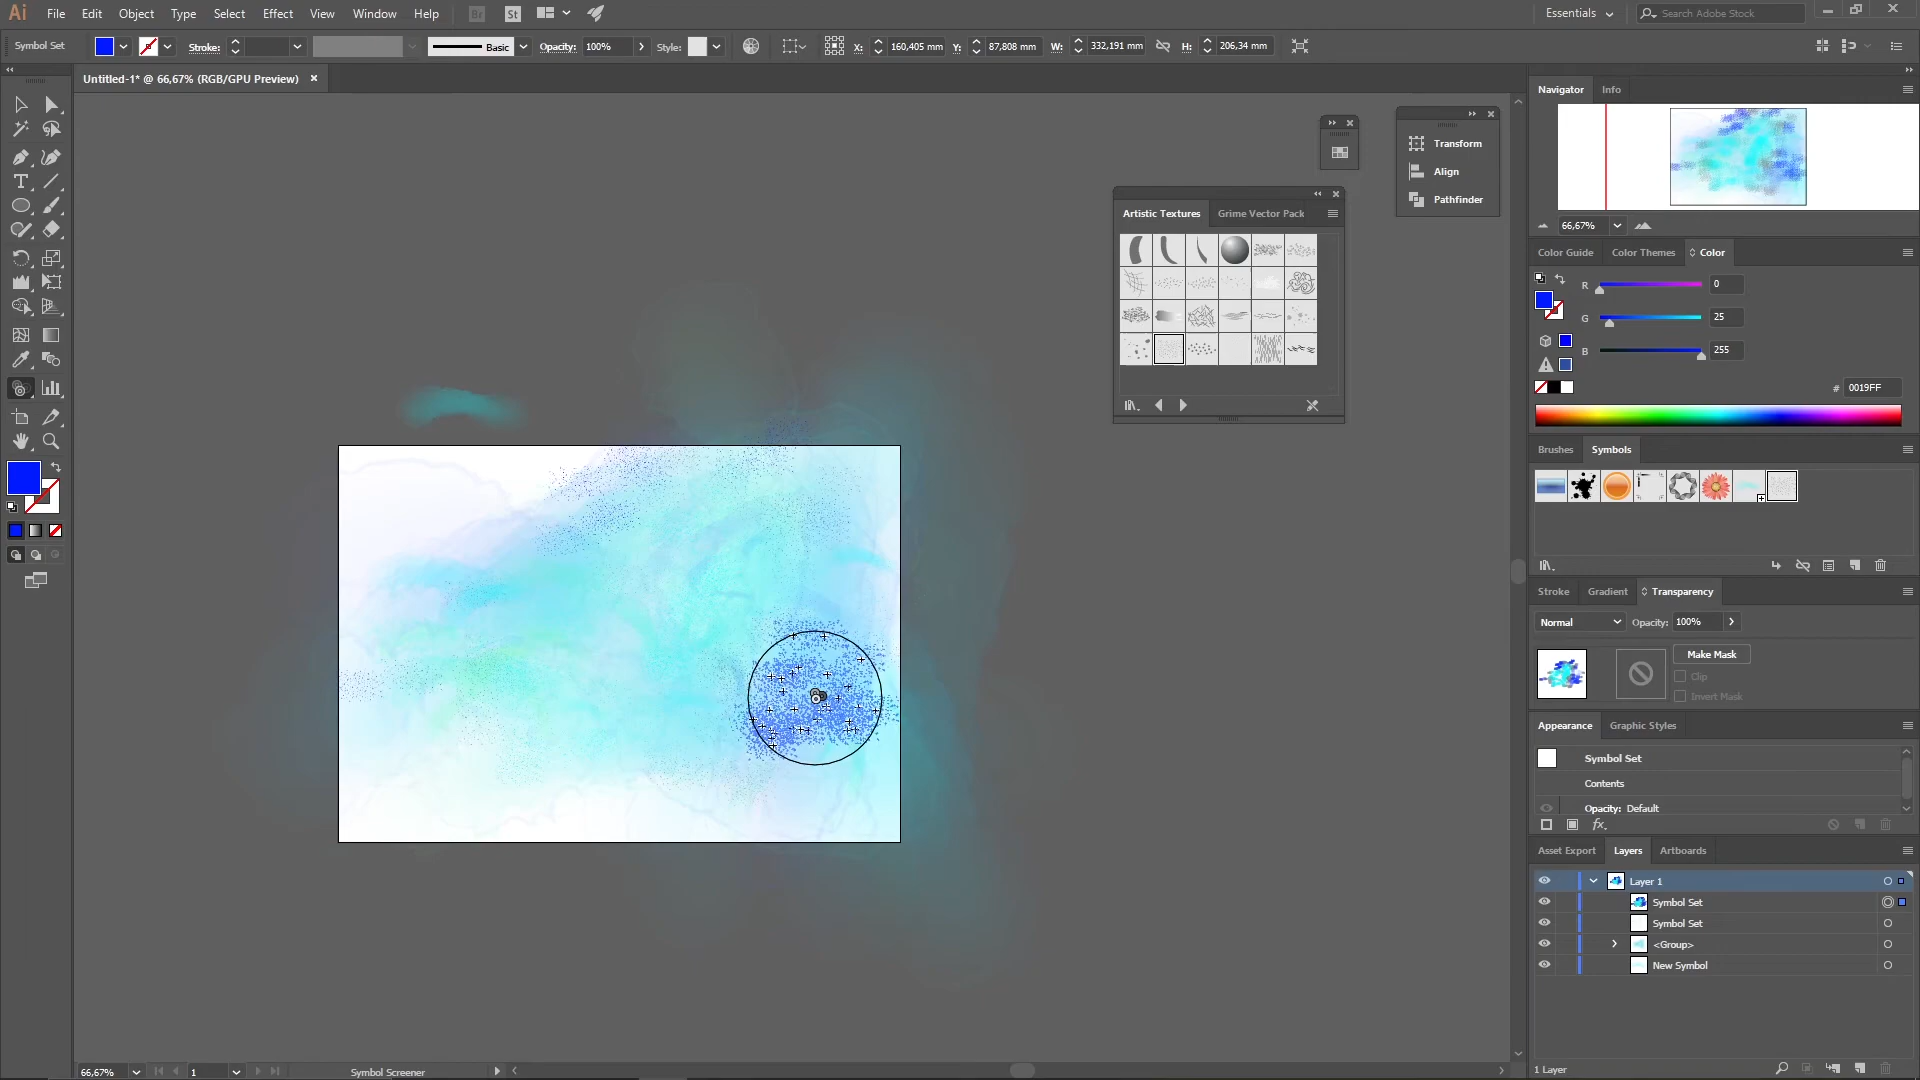 Ai File Edit Object Type Select Effect View Window Help Br St Essentials Search Adobe Stock
Symbol Set Stroke: Basic Opacity: 100% Style: X: 160,405 mm Y: 87,808 mm W: 332,191 mm H: 206,34 mm
Untitled-1* @ 66,67% (RGB/GPU Preview)
Navigator Info
Transform
Align
Pathfinder
Artistic Textures Grime Vector Pack
66,67%
Color Guide Color Themes Color
R 0
G 25
B 255
# 0019FF
Brushes Symbols
Stroke Gradient Transparency
Normal Opacity: 100%
Make Mask
Clip
Invert Mask
Appearance Graphic Styles
Symbol Set
Contents
Opacity: Default
fx
Asset Export Layers Artboards
Layer 1
Symbol Set
Symbol Set
<Group>
New Symbol
66,67% 1 Symbol Screener
1 Layer